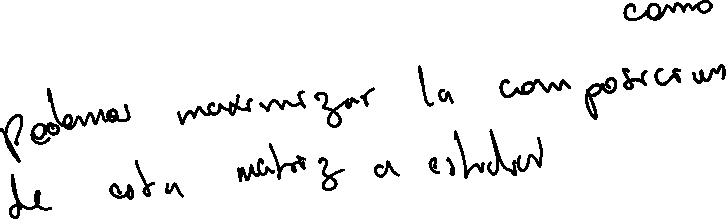 como
Podemos maximizar la composicion
de esta matriz a estudiar